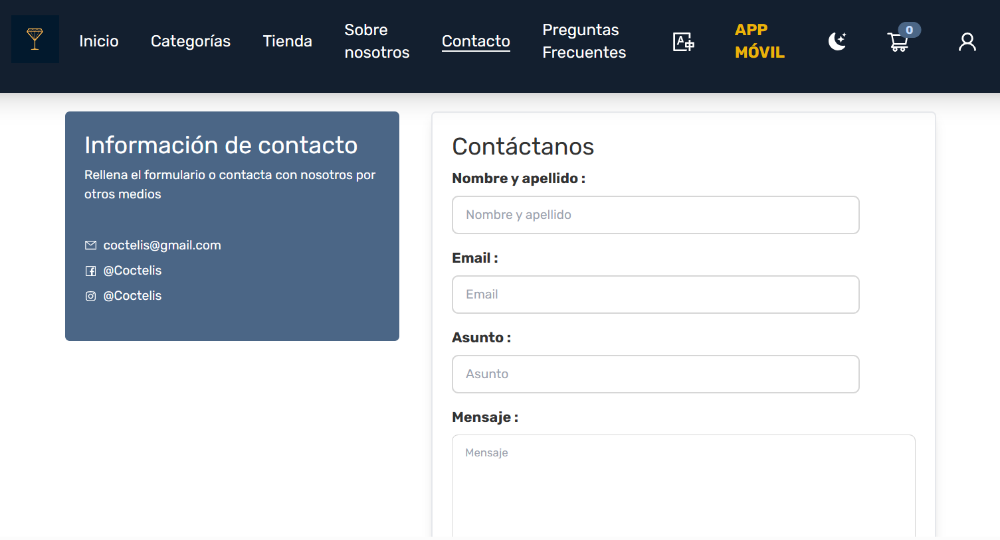 Inicio
Categorías
Tienda
Sobre
nosotros
Contacto
Preguntas
Frecuentes
A
APP
MÓVIL
0
Información de contacto
Rellena el formulario o contacta con nosotros por
otros medios
coctelis@gmail.com
@Coctelis
@Coctelis
Contáctanos
Nombre y apellido :
Nombre y apellido
Email :
Email
Asunto :
Asunto
Mensaje :
Mensaje